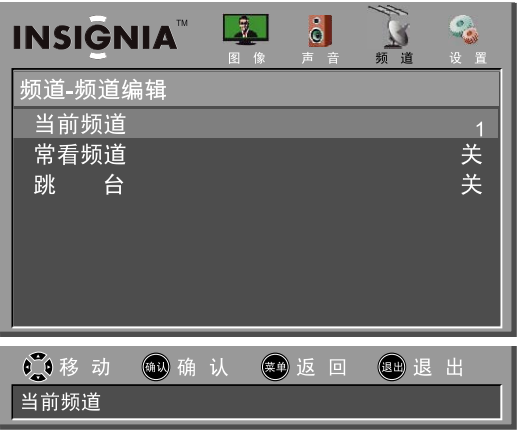 INSIGNIA™
图像 声音 频道 设置
频道-频道编辑
当前频道 1
常看频道 关
跳 台 关
移动 确认 确认 菜单 返回 退出 退出
当前频道